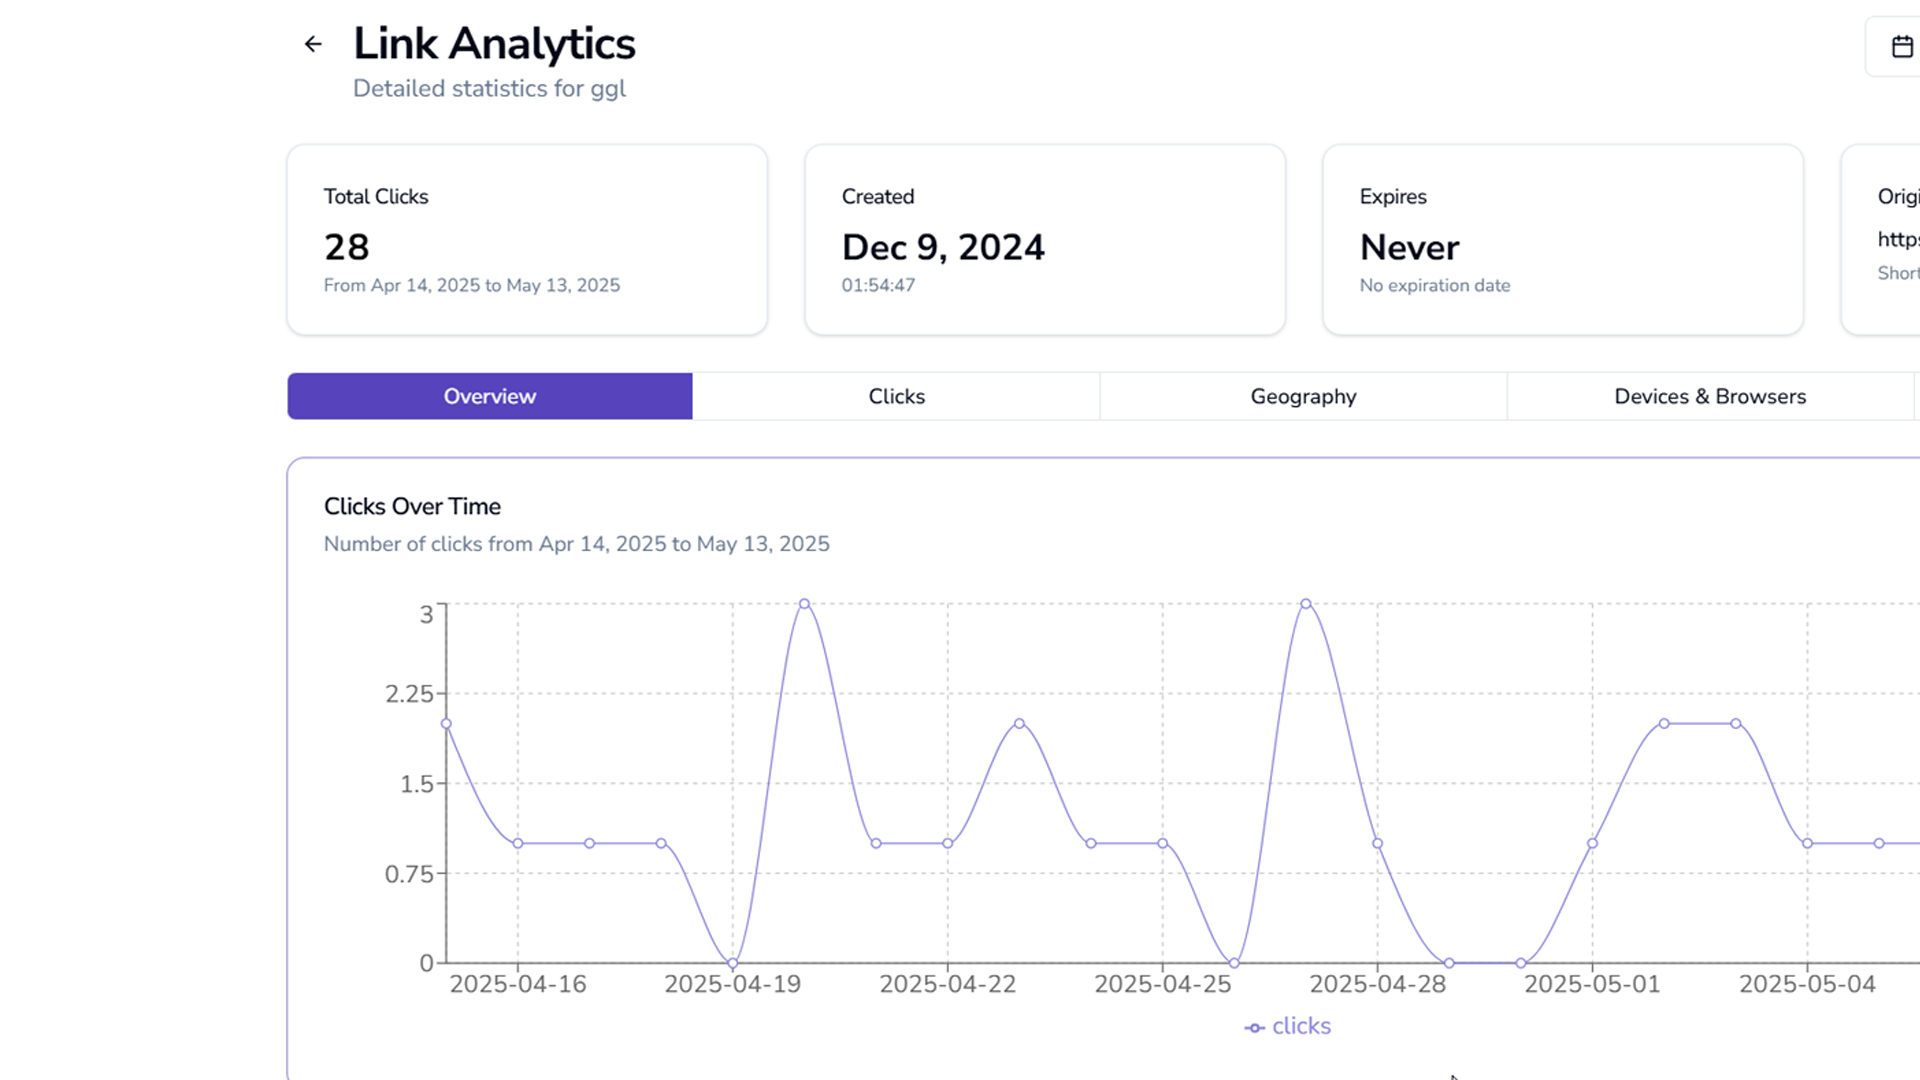 Link Analytics
Detailed statistics for ggl
Total Clicks
28
From Apr 14, 2025 to May 13, 2025
Created
Dec 9, 2024
01:54:47
Expires
Never
No expiration date
Overview
Clicks
Geography
Devices & Browsers
Clicks Over Time
Number of clicks from Apr 14, 2025 to May 13, 2025
3
2.25
1.5
0.75
0
2025-04-16
2025-04-19
2025-04-22
2025-04-25
2025-04-28
2025-05-01
2025-05-04
clicks